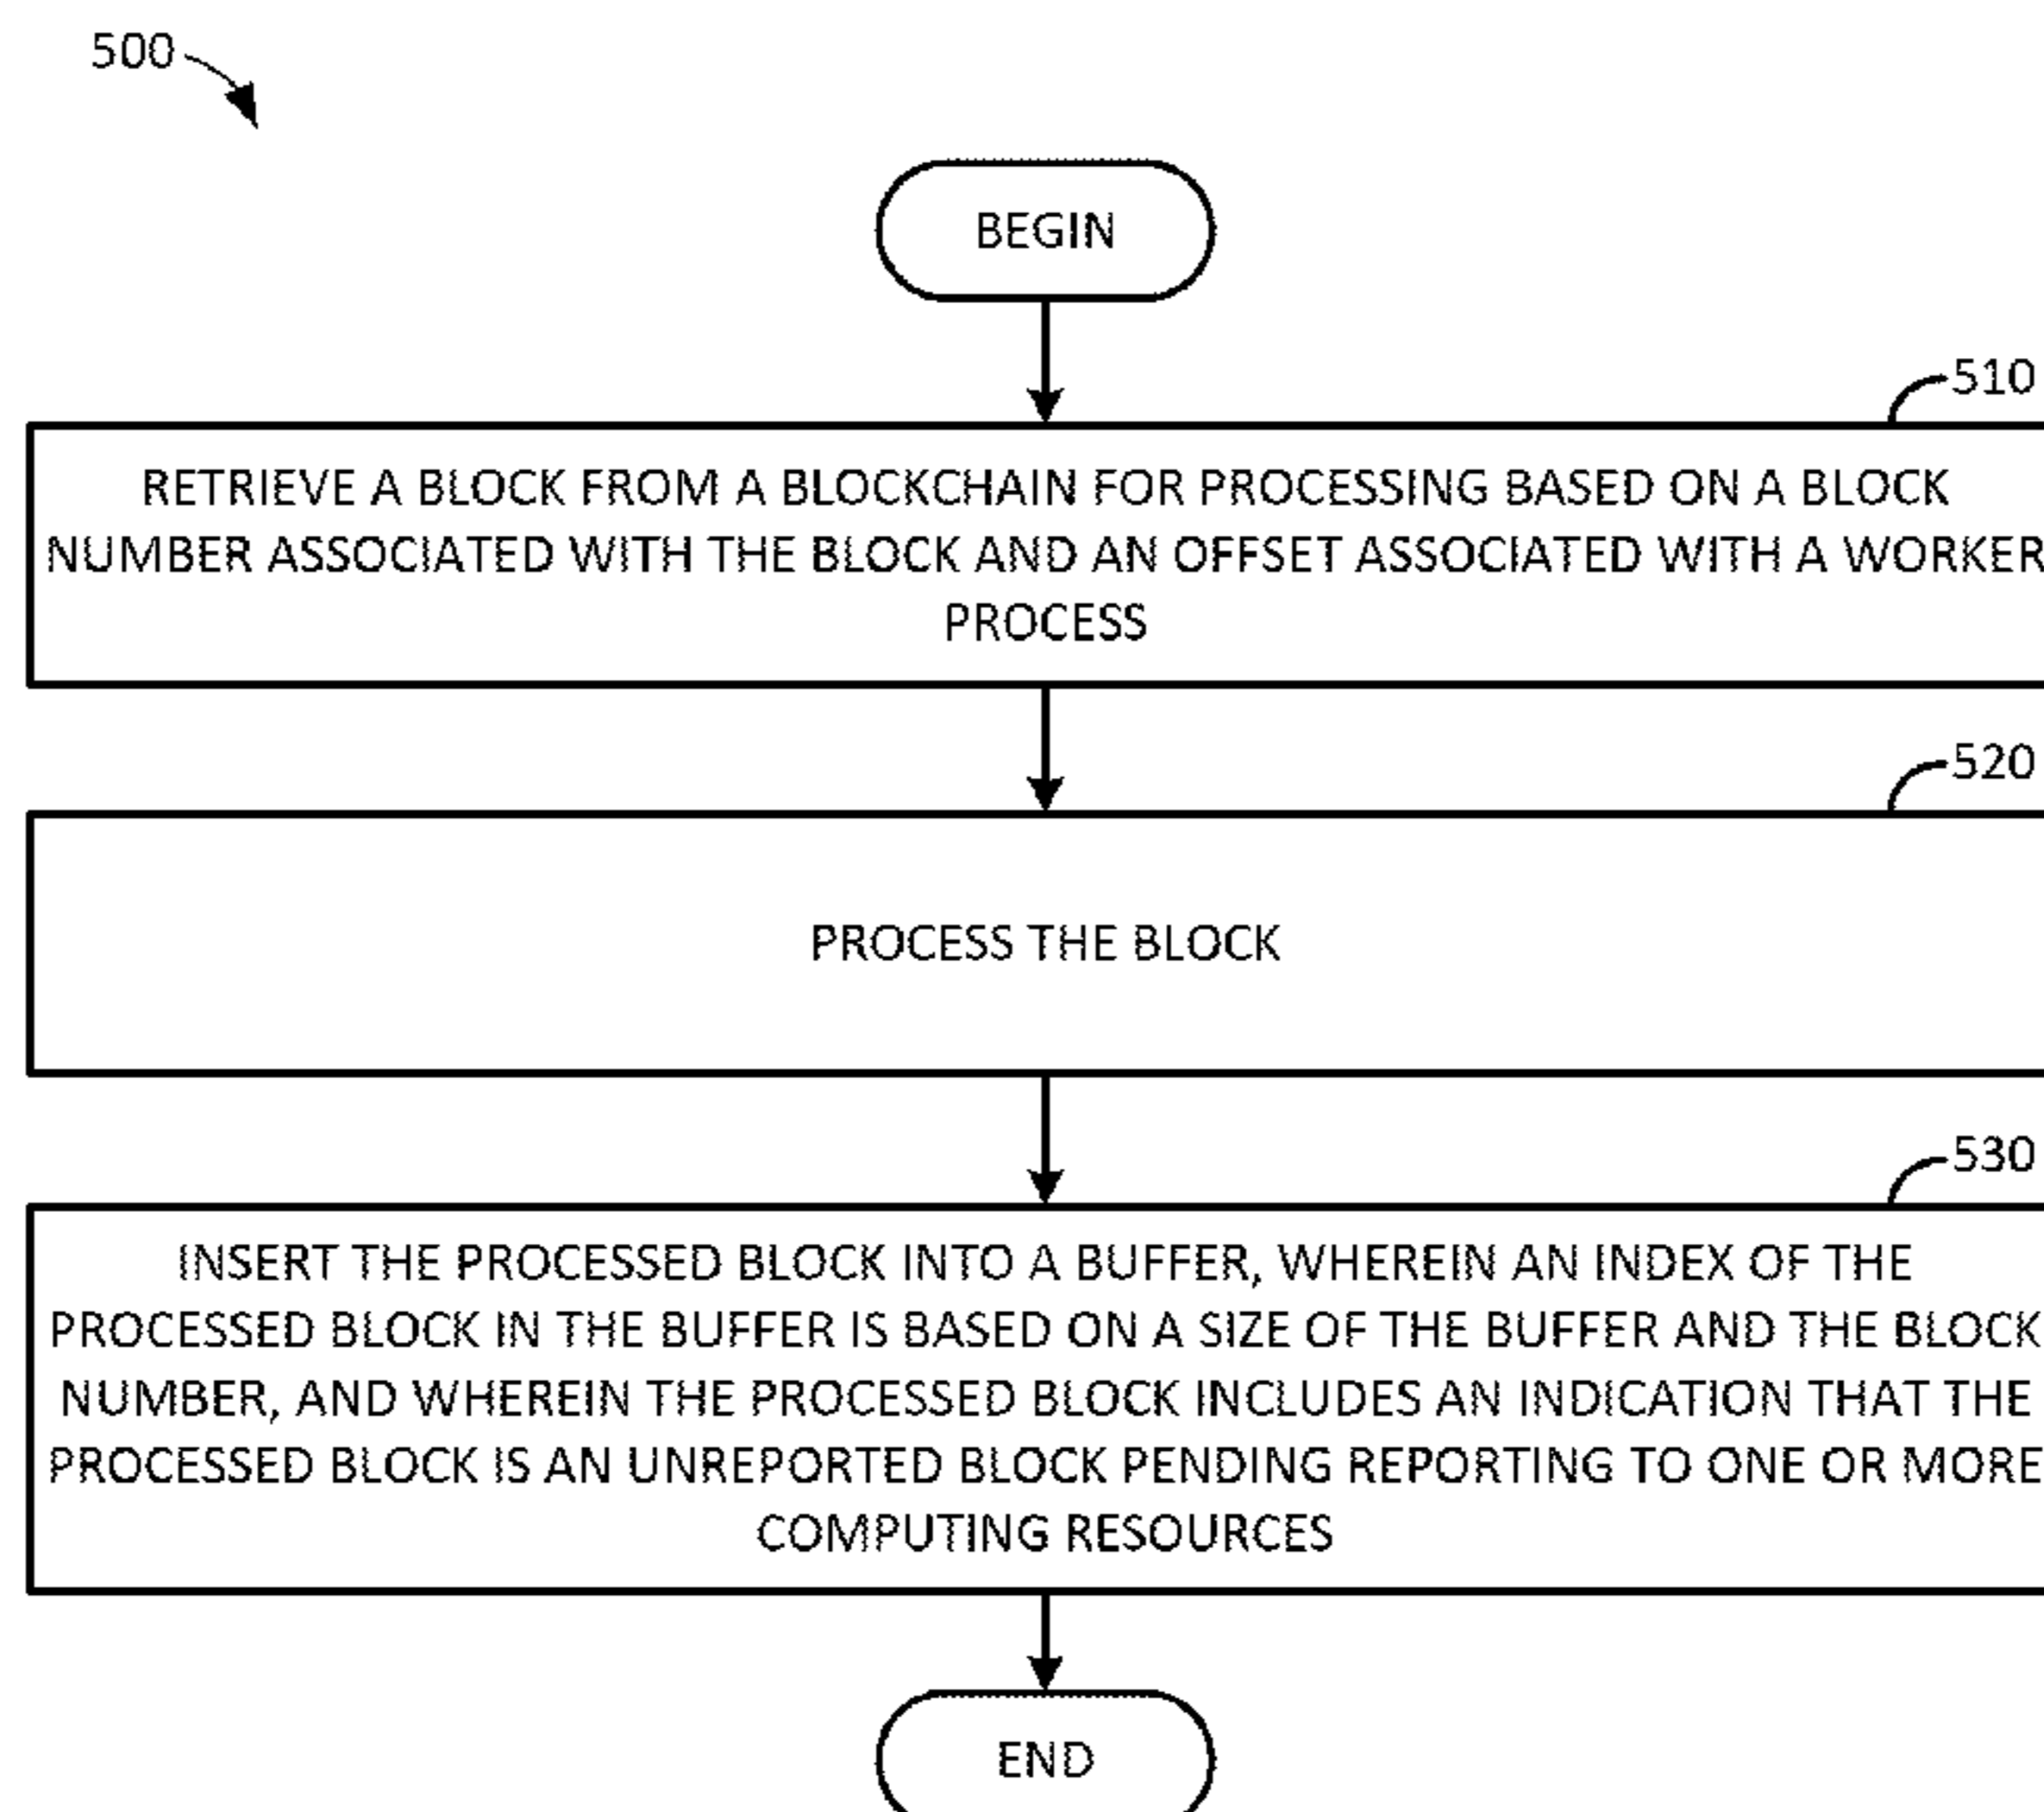 500
BEGIN
510
RETRIEVE A BLOCK FROM A BLOCKCHAIN FOR PROCESSING BASED ON A BLOCK
NUMBER ASSOCIATED WITH THE BLOCK AND AN OFFSET ASSOCIATED WITH A WORKER
PROCESS
520
PROCESS THE BLOCK
530
INSERT THE PROCESSED BLOCK INTO A BUFFER, WHEREIN AN INDEX OF THE
PROCESSED BLOCK IN THE BUFFER IS BASED ON A SIZE OF THE BUFFER AND THE BLOCK
NUMBER, AND WHEREIN THE PROCESSED BLOCK INCLUDES AN INDICATION THAT THE
PROCESSED BLOCK IS AN UNREPORTED BLOCK PENDING REPORTING TO ONE OR MORE
COMPUTING RESOURCES
END